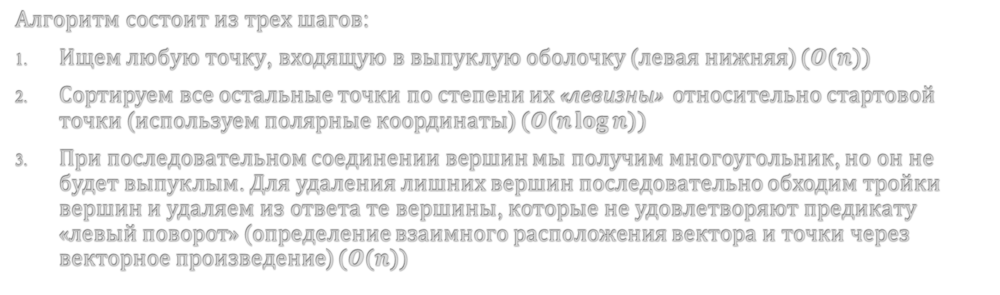 Алгоритм состоит из трех шагов:
1. Ищем любую точку, входящую в выпуклую оболочку (левая нижняя) (O(n))
2. Сортируем все остальные точки по степени их «левизны» относительно стартовой
точки (используем полярные координаты) (O(n log n))
3. При последовательном соединении вершин мы получим многоугольник, но он не
будет выпуклым. Для удаления лишних вершин последовательно обходим тройки
вершин и удаляем из ответа те вершины, которые не удовлетворяют предикату
«левый поворот» (определение взаимного расположения вектора и точки через
векторное произведение) (O(n))